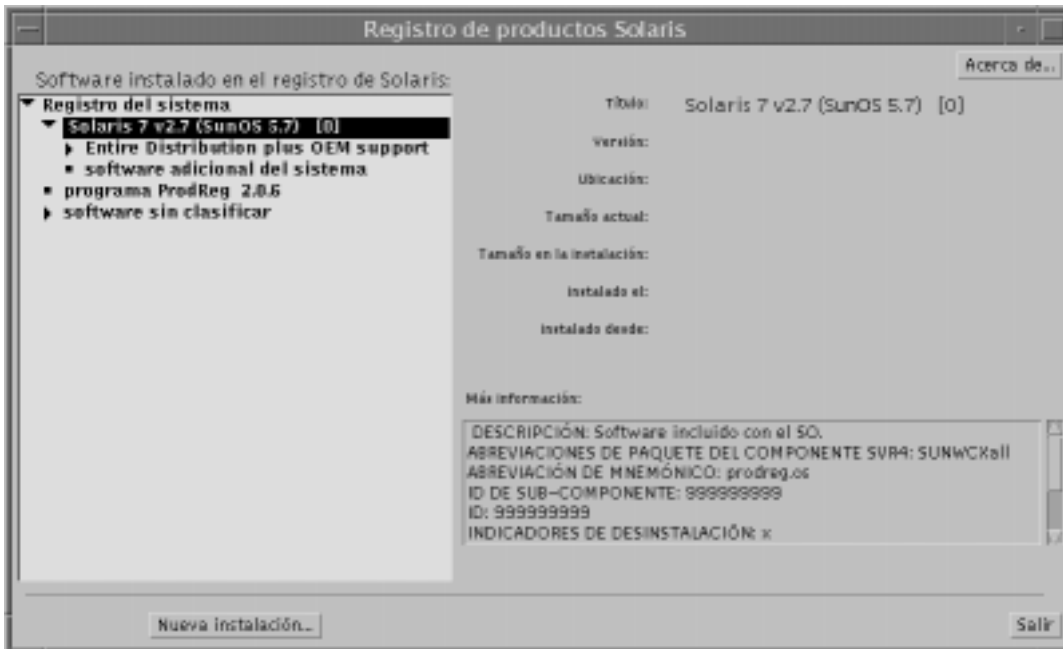 Registro de productos Solaris
Acerca de...
Software instalado en el registro de Solaris:
Registro del sistema
Solaris 7 v2.7 (SunOS 5.7) [0]
Entire Distribution plus OEM support
software adicional del sistema
programa ProdReg 2.0.6
software sin clasificar
Título: Solaris 7 v2.7 (SunOS 5.7) [0]
Versión:
Ubicación:
Tamaño actual:
Tamaño en la instalación:
Instalado el:
Instalado desde:
Más información:
DESCRIPCIÓN: Software incluido con el SO.
ABREVIACIONES DE PAQUETE DEL COMPONENTE SVR4: SUNWCXall
ABREVIACIÓN DE MNEMÓNICO: prodreg.os
ID DE SUB-COMPONENTE: 999999999
ID: 999999999
INDICADORES DE DESINSTALACIÓN: x
Nueva instalación...
Salir